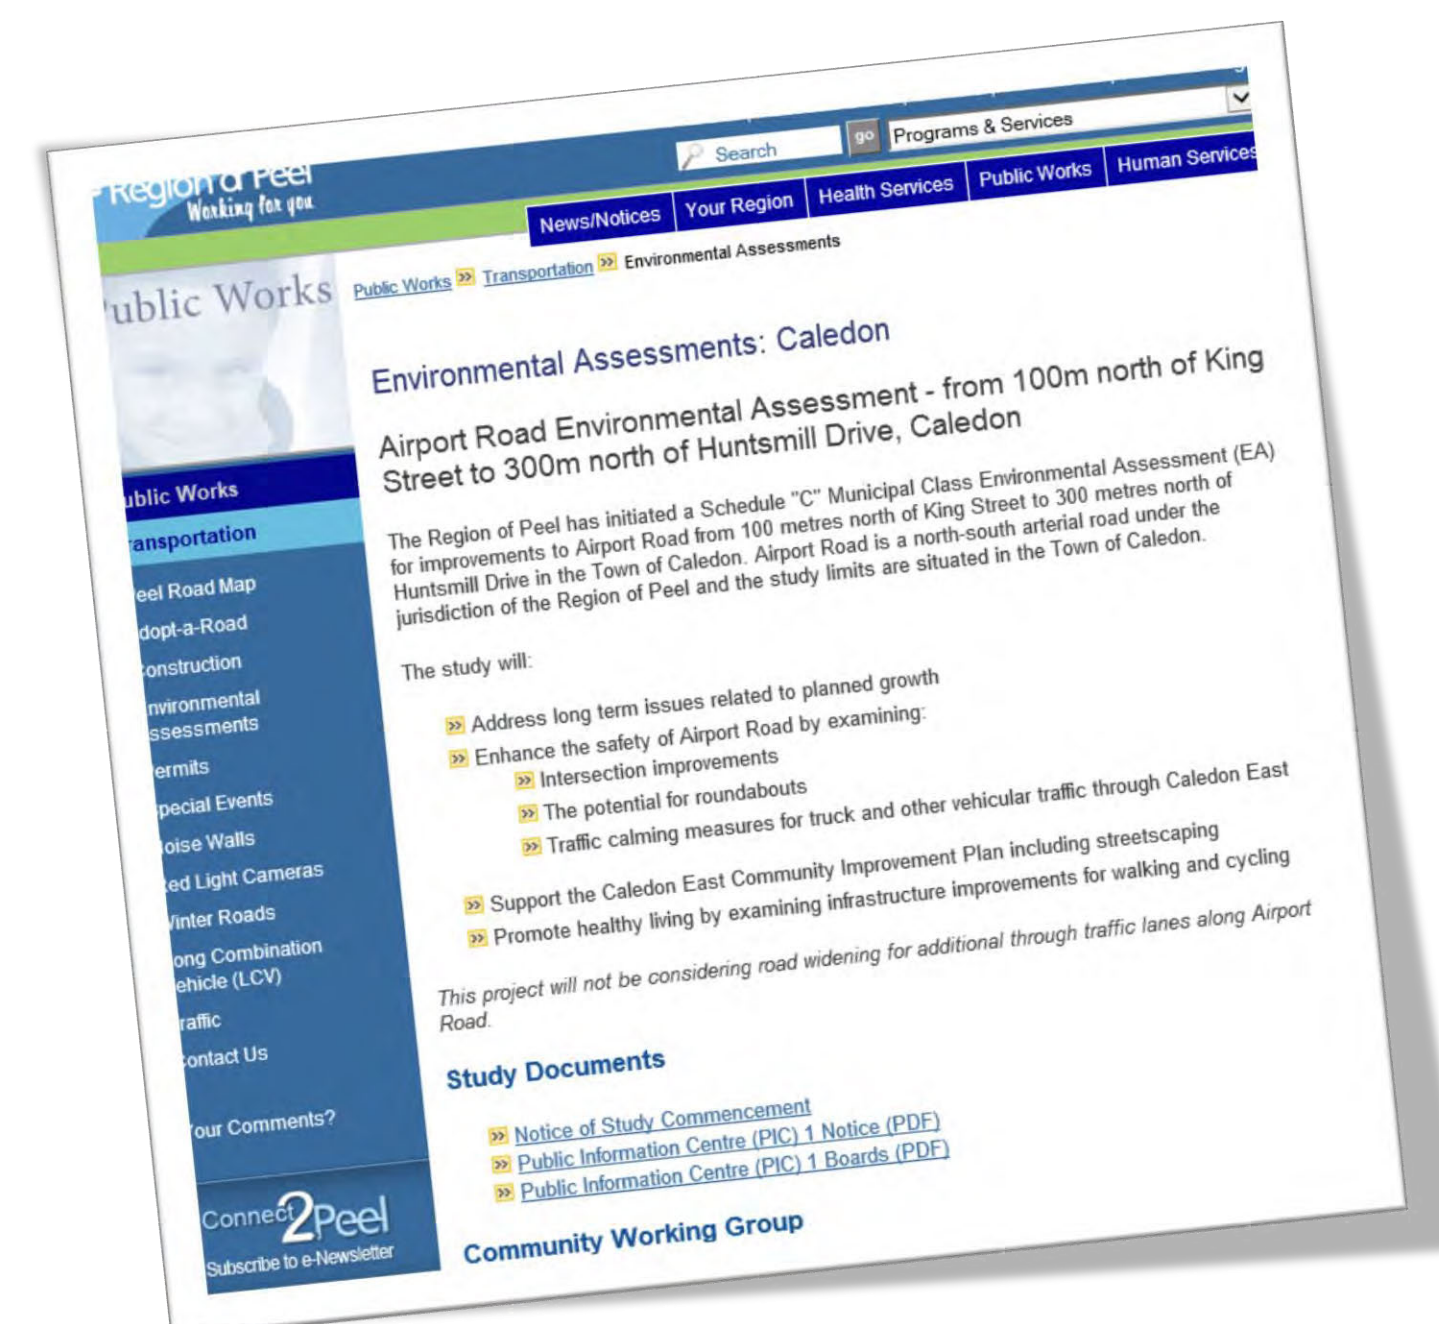 Region of Peel
Working for you
Search
go
Programs & Services
News/Notices
Your Region
Health Services
Public Works
Human Services
ublic Works
Public Works
Transportation
Environmental Assessments
Environmental Assessments: Caledon
Airport Road Environmental Assessment - from 100m north of King
Street to 300m north of Huntsmill Drive, Caledon
The Region of Peel has initiated a Schedule "C" Municipal Class Environmental Assessment (EA)
for improvements to Airport Road from 100 metres north of King Street to 300 metres north of
Huntsmill Drive in the Town of Caledon. Airport Road is a north-south arterial road under the
jurisdiction of the Region of Peel and the study limits are situated in the Town of Caledon.
The study will:
Address long term issues related to planned growth
Enhance the safety of Airport Road by examining:
Intersection improvements
The potential for roundabouts
Traffic calming measures for truck and other vehicular traffic through Caledon East
Support the Caledon East Community Improvement Plan including streetscaping
Promote healthy living by examining infrastructure improvements for walking and cycling
This project will not be considering road widening for additional through traffic lanes along Airport
Road.
Study Documents
Notice of Study Commencement
Public Information Centre (PIC) 1 Notice (PDF)
Public Information Centre (PIC) 1 Boards (PDF)
Community Working Group
ublic Works
ansportation
eel Road Map
dopt-a-Road
onstruction
nvironmental
ssessments
ermits
pecial Events
oise Walls
ed Light Cameras
inter Roads
ong Combination
ehicle (LCV)
raffic
ontact Us
our Comments?
Connect2Peel
Subscribe to e-Newsletter